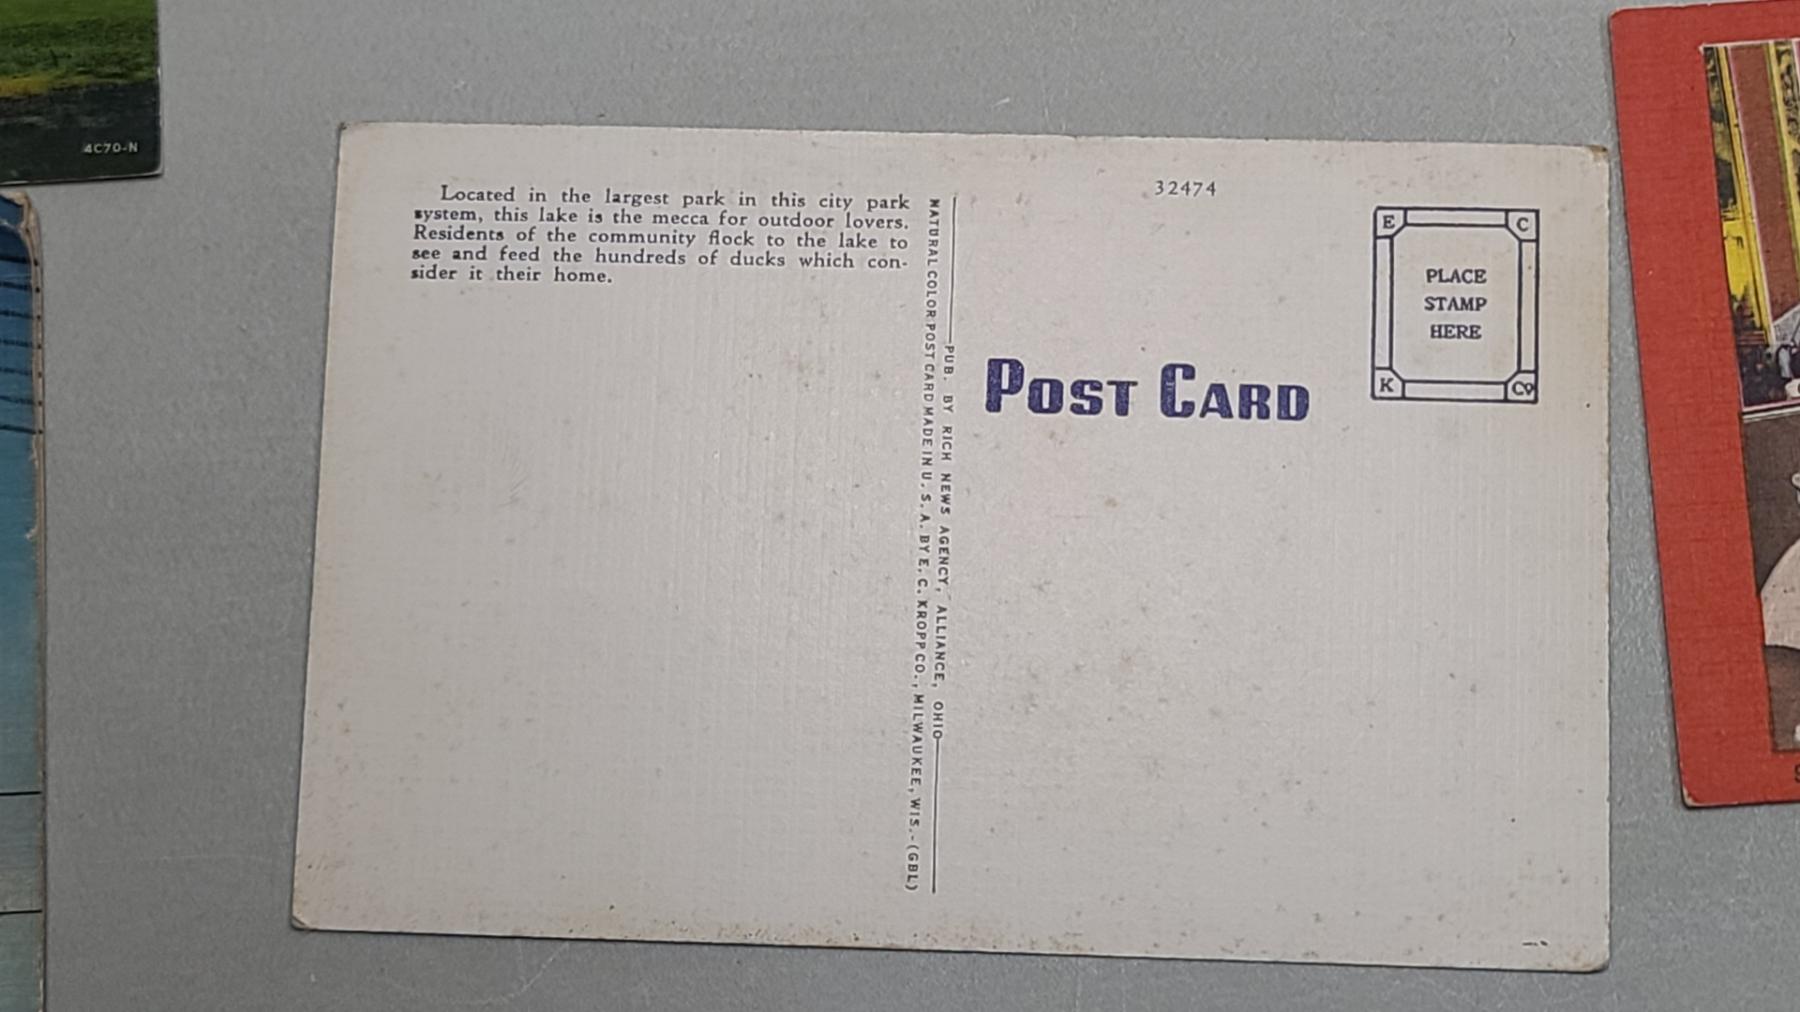 4C70-N
Located in the largest park in this city park
system, this lake is the mecca for outdoor lovers.
Residents of the community flock to the lake to
see and feed the hundreds of ducks which con-
sider it their home.
NATURAL COLOR POST CARD MADE IN U. S. A. BY E. C. KROPP CO., MILWAUKEE, WIS.-(GBL)
PUB. BY RICH NEWS AGENCY, ALLIANCE, OHIO
32474
POST CARD
E C
PLACE
STAMP
HERE
K Co